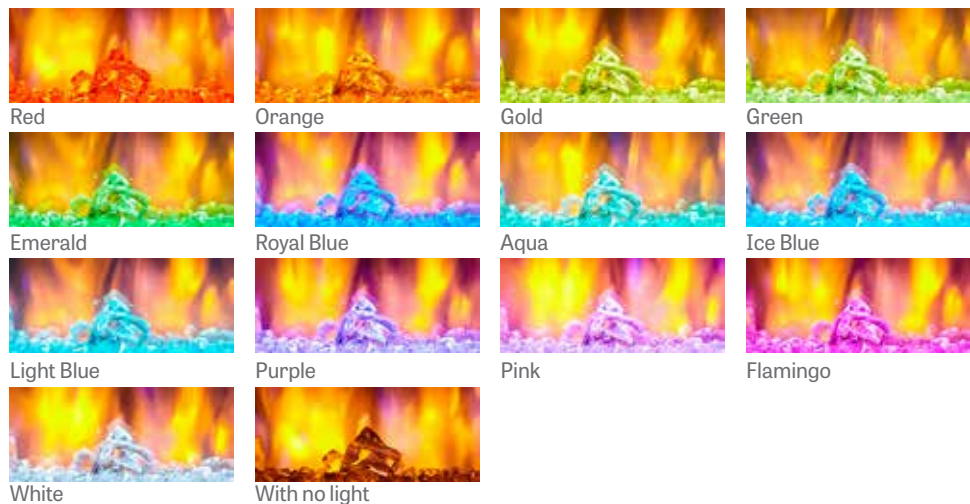 Red
Orange
Gold
Green
Emerald
Royal Blue
Aqua
Ice Blue
Light Blue
Purple
Pink
Flamingo
White
With no light